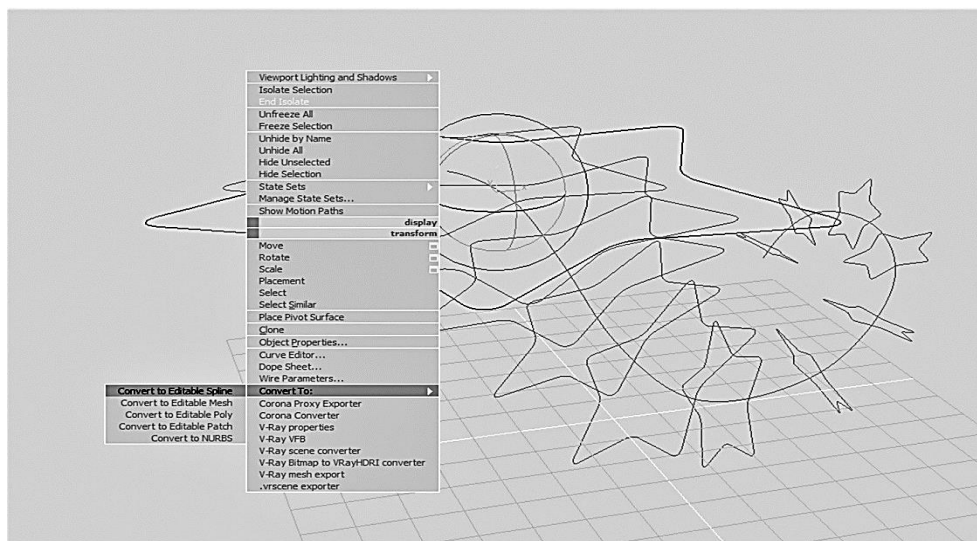 Viewport Lighting and Shadows
Isolate Selection
End Isolate
Unfreeze All
Freeze Selection
Unhide by Name
Unhide All
Hide Unselected
Hide Selection
State Sets
Manage State Sets...
Show Motion Paths
display
transform
Move
Rotate
Scale
Placement
Select
Select Similar
Place Pivot Surface
Clone
Object Properties...
Curve Editor...
Dope Sheet...
Wire Parameters...
Convert To:
Convert to Editable Spline
Convert to Editable Mesh
Convert to Editable Poly
Convert to Editable Patch
Convert to NURBS
Corona Proxy Exporter
Corona Converter
V-Ray properties
V-Ray VFB
V-Ray scene converter
V-Ray Bitmap to VRayHDRI converter
V-Ray mesh export
.vrscene exporter